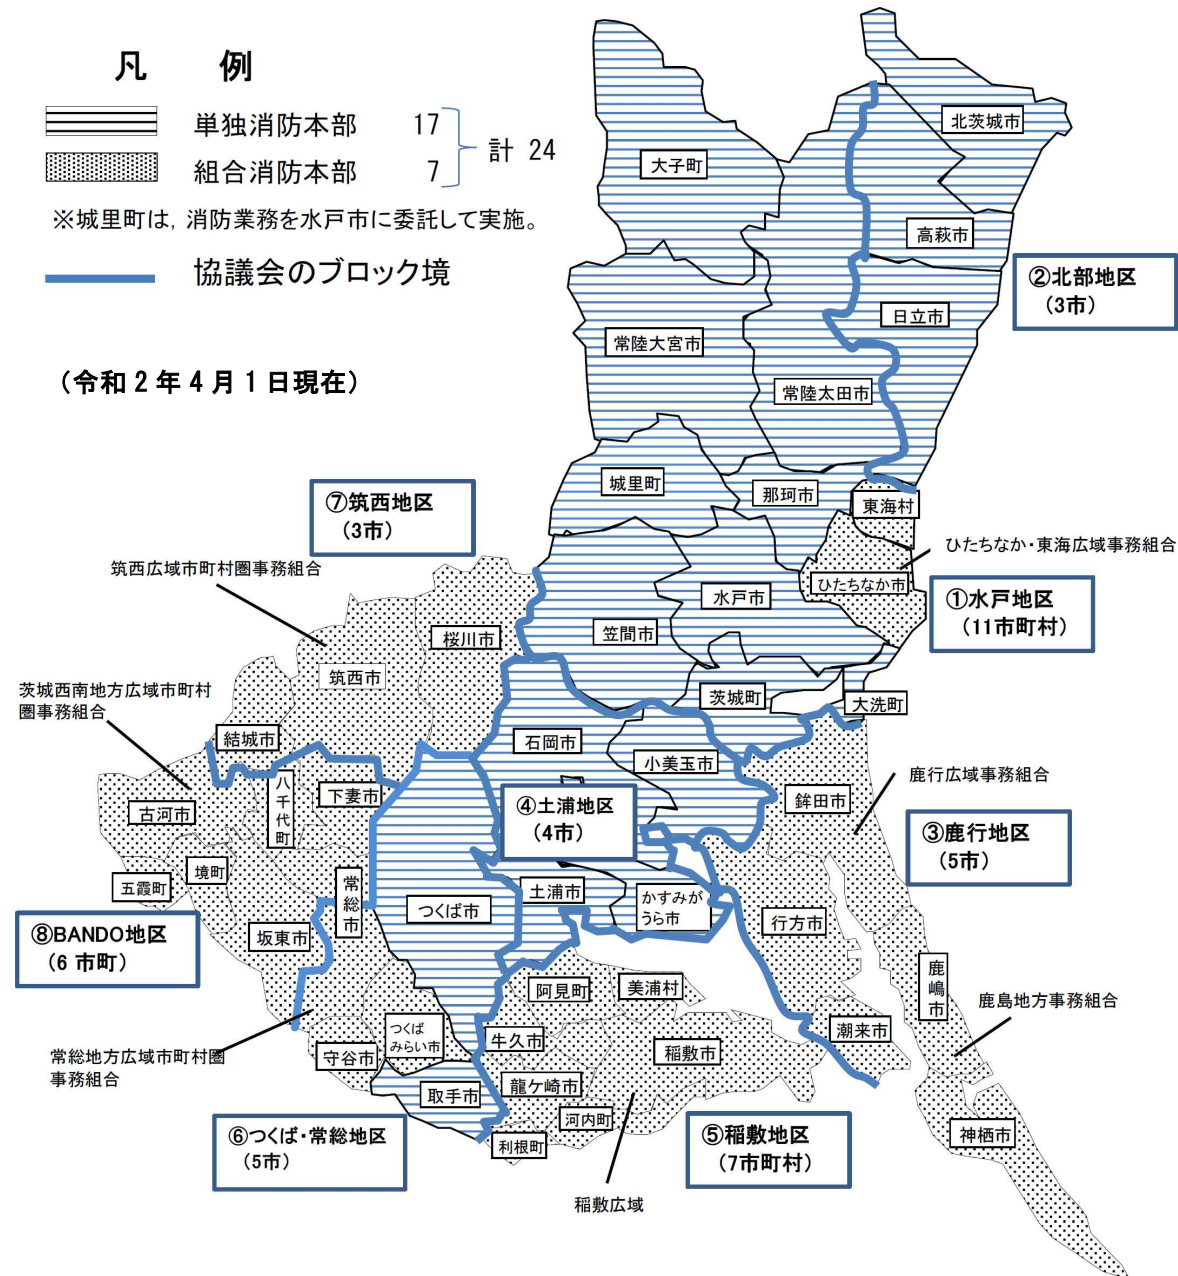 凡 例
単独消防本部 17
組合消防本部 7
計 24
※城里町は，消防業務を水戸市に委託して実施。
協議会のブロック境
（令和２年４月１日現在）
北茨城市
大子町
高萩市
②北部地区
（3市）
日立市
常陸大宮市
常陸太田市
城里町
那珂市
東海村
⑦筑西地区
（3市）
ひたちなか・東海広域事務組合
筑西広域市町村圏事務組合
ひたちなか市
水戸市
①水戸地区
（11市町村）
笠間市
桜川市
筑西市
茨城西南地方広域市町村
圏事務組合
茨城町
大洗町
結城市
石岡市
小美玉市
鹿行広域事務組合
八千代町
下妻市
古河市
鉾田市
④土浦地区
（4市）
③鹿行地区
（5市）
境町
五霞町
常総市
土浦市
かすみが
うら市
つくば市
行方市
坂東市
⑧BANDO地区
（6 市町）
鹿嶋市
阿見町
美浦村
鹿島地方事務組合
潮来市
つくば
みらい市
牛久市
稲敷市
守谷市
常総地方広域市町村圏
事務組合
龍ケ崎市
取手市
河内町
利根町
⑥つくば・常総地区
（5市）
⑤稲敷地区
（7市町村）
神栖市
稲敷広域